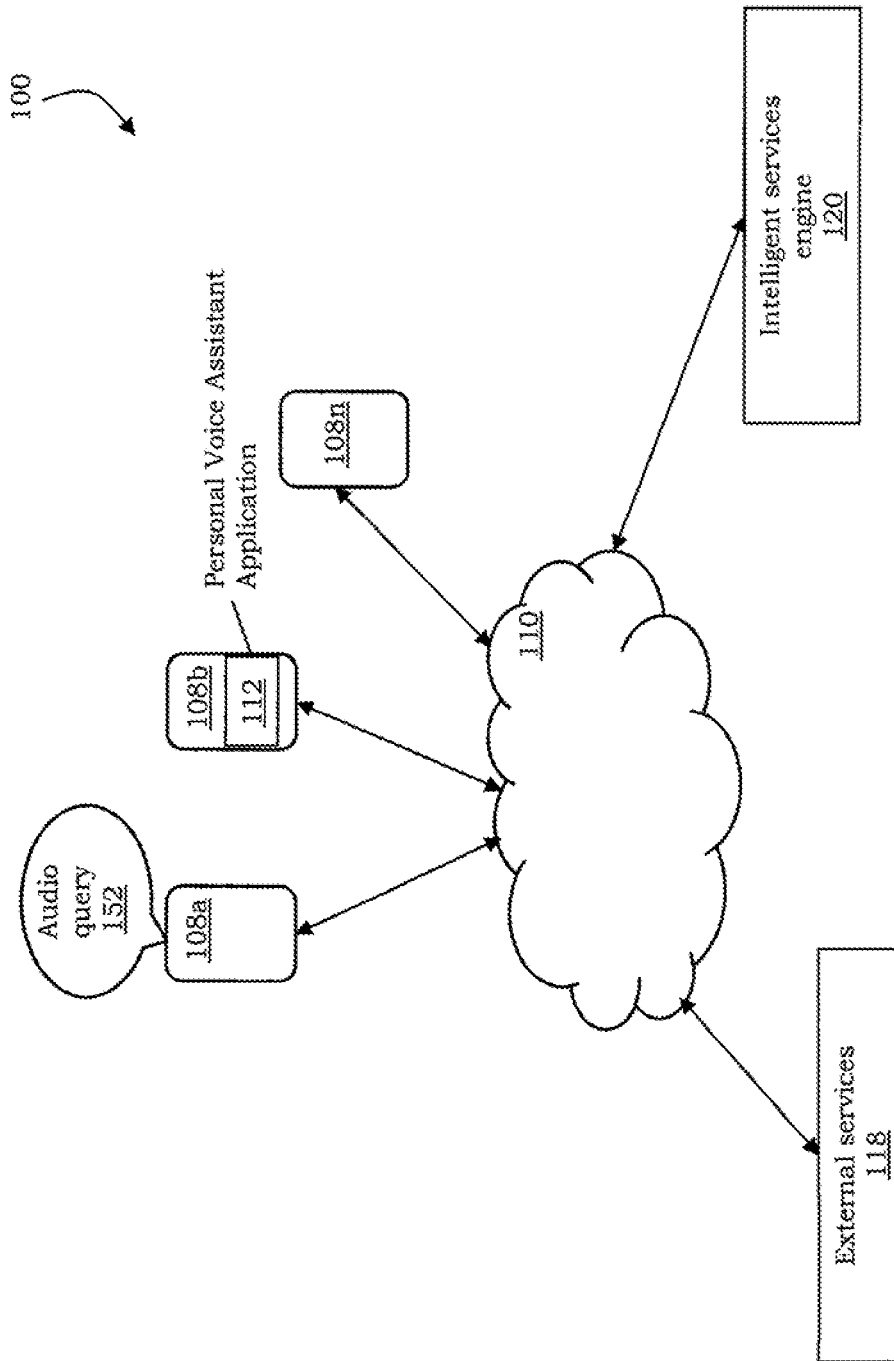 100
Audio
query
152
108a
108b
112
Personal Voice Assistant
Application
108n
110
External services
118
Intelligent services
engine
120